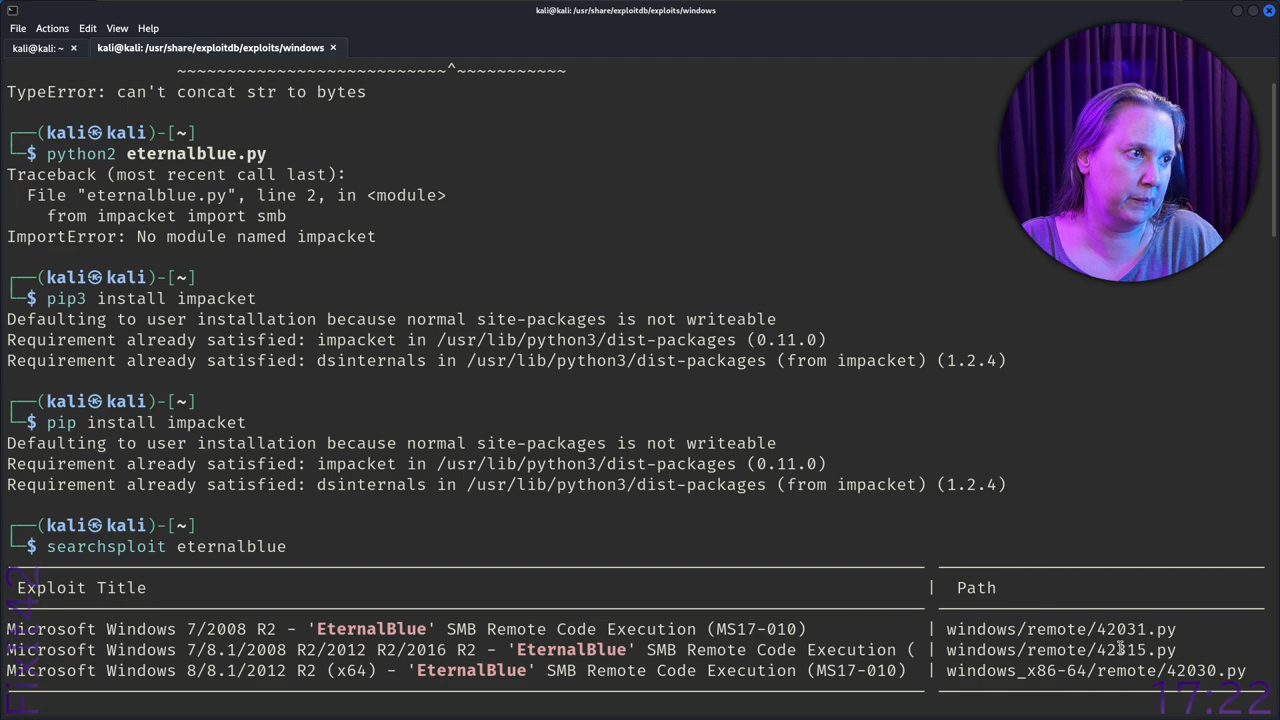 kali@kali: /usr/share/exploitdb/exploits/windows
File Actions Edit View Help
kali@kali: ~ × kali@kali: /usr/share/exploitdb/exploits/windows ×
~~~~~~~~~~~~~~~~~~~~~~~~~~~^~~~~~~~~~~~
TypeError: can't concat str to bytes
┌──(kali㉿kali)-[~]
└─$ python2 eternalblue.py
Traceback (most recent call last):
File "eternalblue.py", line 2, in <module>
from impacket import smb
ImportError: No module named impacket
┌──(kali㉿kali)-[~]
└─$ pip3 install impacket
Defaulting to user installation because normal site-packages is not writeable
Requirement already satisfied: impacket in /usr/lib/python3/dist-packages (0.11.0)
Requirement already satisfied: dsinternals in /usr/lib/python3/dist-packages (from impacket) (1.2.4)
┌──(kali㉿kali)-[~]
└─$ pip install impacket
Defaulting to user installation because normal site-packages is not writeable
Requirement already satisfied: impacket in /usr/lib/python3/dist-packages (0.11.0)
Requirement already satisfied: dsinternals in /usr/lib/python3/dist-packages (from impacket) (1.2.4)
┌──(kali㉿kali)-[~]
└─$ searchsploit eternalblue
Exploit Title | Path
Microsoft Windows 7/2008 R2 - 'EternalBlue' SMB Remote Code Execution (MS17-010) | windows/remote/42031.py
Microsoft Windows 7/8.1/2008 R2/2012 R2/2016 R2 - 'EternalBlue' SMB Remote Code Execution ( | windows/remote/42315.py
Microsoft Windows 8/8.1/2012 R2 (x64) - 'EternalBlue' SMB Remote Code Execution (MS17-010) | windows_x86-64/remote/42030.py
17:22